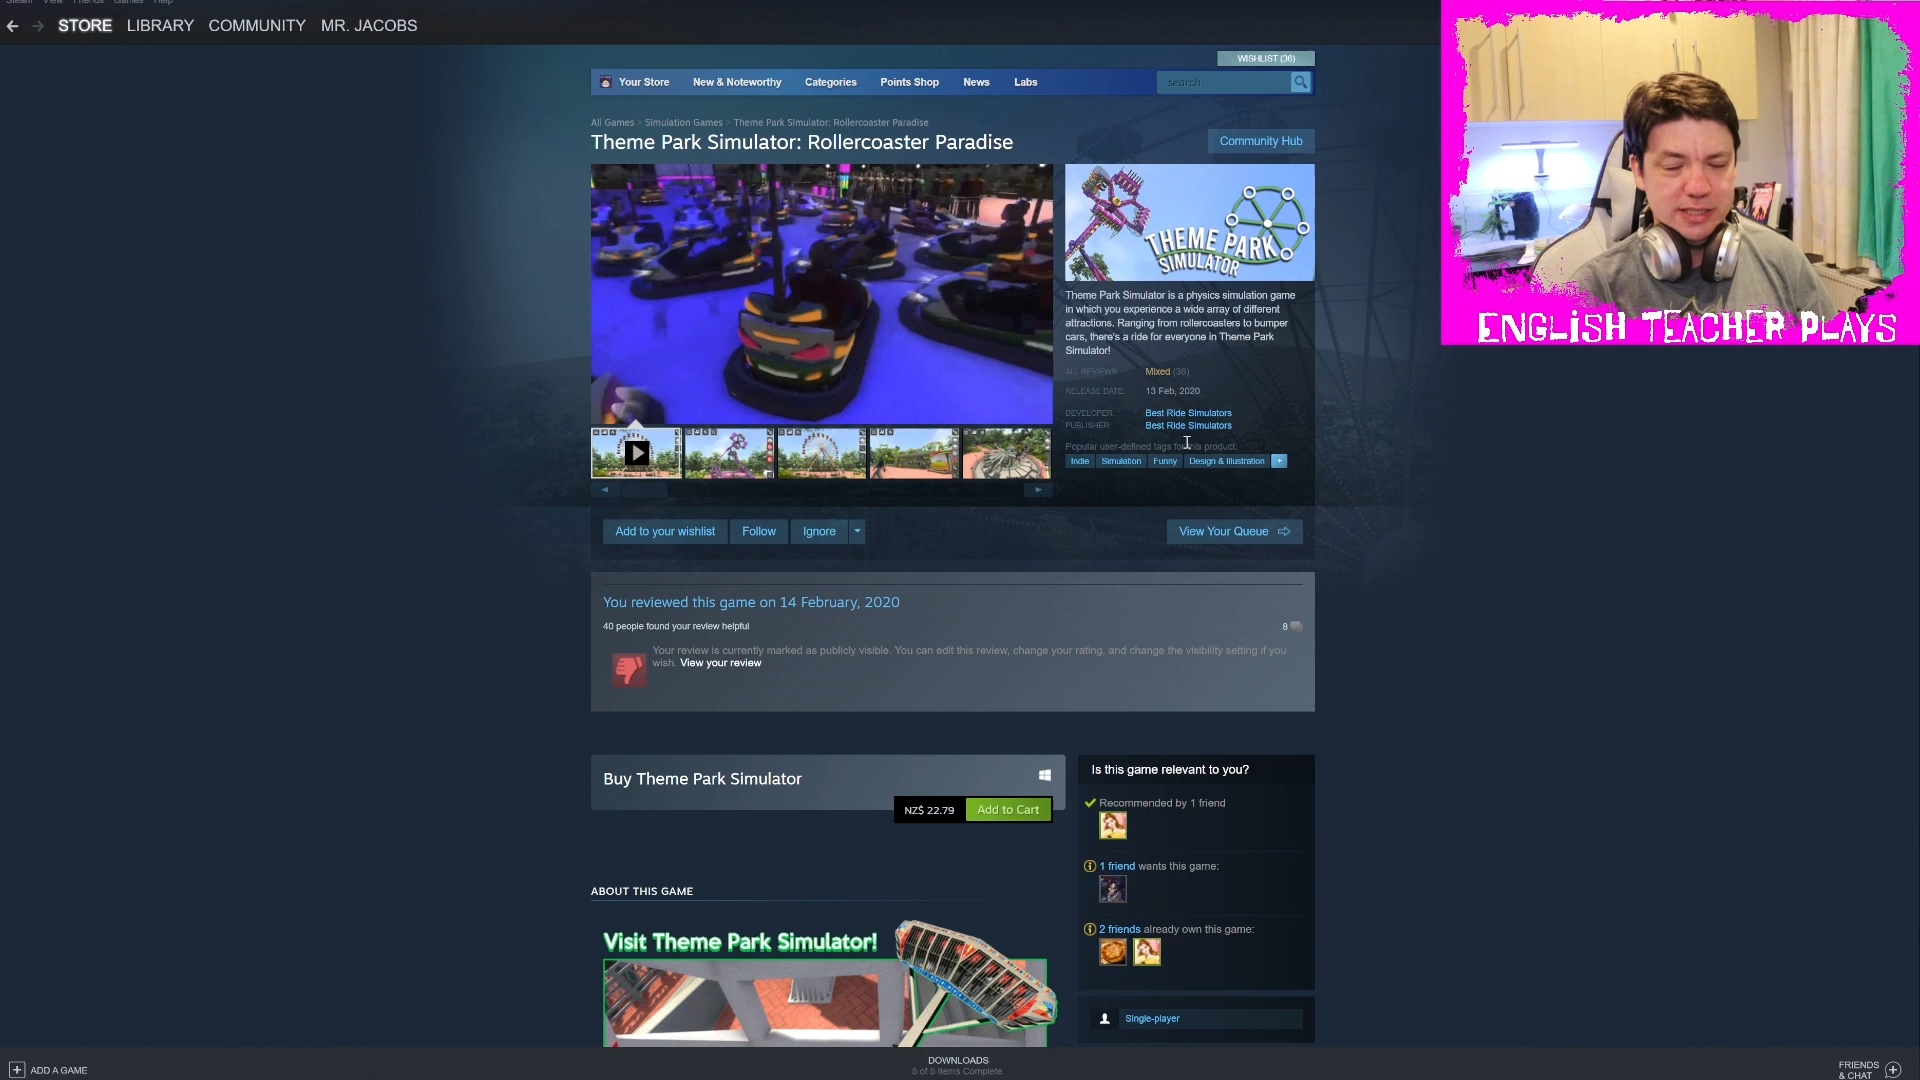 Steam View Friends Games Help
STORE LIBRARY COMMUNITY MR. JACOBS
WISHLIST (36)
Your Store New & Noteworthy Categories Points Shop News Labs search
All Games > Simulation Games > Theme Park Simulator: Rollercoaster Paradise
Theme Park Simulator: Rollercoaster Paradise
Community Hub
THEME PARK
SIMULATOR
Theme Park Simulator is a physics simulation game
in which you experience a wide array of different
attractions. Ranging from rollercoasters to bumper
cars, there's a ride for everyone in Theme Park
Simulator!
ALL REVIEWS: Mixed (36)
RELEASE DATE: 13 Feb, 2020
DEVELOPER: Best Ride Simulators
PUBLISHER: Best Ride Simulators
Popular user-defined tags for this product:
Indie Simulation Funny Design & Illustration +
ENGLISH TEACHER PLAYS
Add to your wishlist Follow Ignore View Your Queue
You reviewed this game on 14 February, 2020
40 people found your review helpful
8
Your review is currently marked as publicly visible. You can edit this review, change your rating, and change the visibility setting if you
wish. View your review
Buy Theme Park Simulator
NZ$ 22.79 Add to Cart
Is this game relevant to you?
Recommended by 1 friend
1 friend wants this game:
2 friends already own this game:
Single-player
ABOUT THIS GAME
Visit Theme Park Simulator!
+ ADD A GAME
DOWNLOADS
5 of 5 Items Complete
FRIENDS
& CHAT +